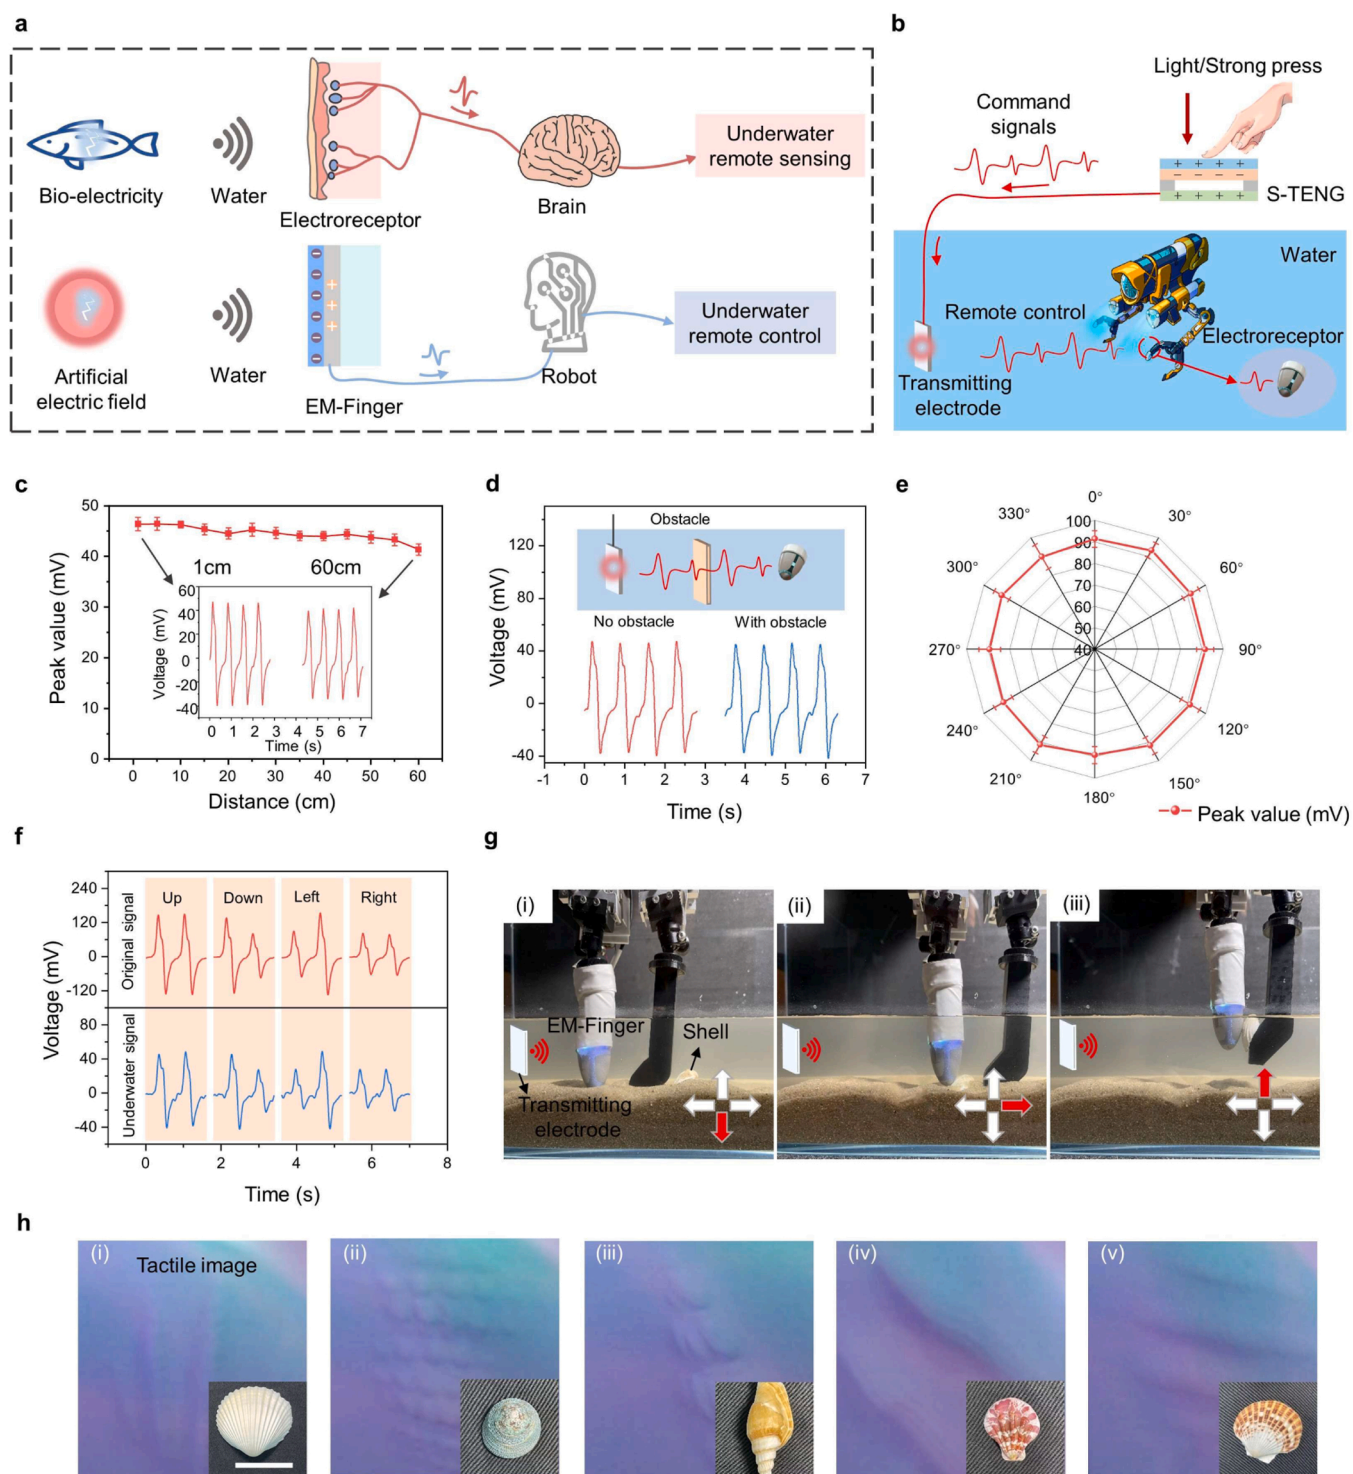 a
Bio-electricity
Water
Electroreceptor
Brain
Underwater
remote sensing
Artificial
electric field
Water
EM-Finger
Robot
Underwater
remote control
b
Light/Strong press
Command
signals
+ + + +
− − − −
+ + + +
S-TENG
Water
Remote control
Electroreceptor
Transmitting
electrode
c
Peak value (mV)
50
40
30
20
10
0
0 10 20 30 40 50 60
Distance (cm)
1cm 60cm
Voltage (mV)
60
40
20
0
-20
-40
0 1 2 3 4 5 6 7
Time (s)
d
Voltage (mV)
120
80
40
0
-40
Obstacle
No obstacle With obstacle
-1 0 1 2 3 4 5 6 7
Time (s)
e
0°
30°
60°
90°
120°
150°
180°
210°
240°
270°
300°
330°
100
90
80
70
60
50
40
Peak value (mV)
f
Voltage (mV)
Original signal
Underwater signal
240
120
0
-120
80
40
0
-40
Up Down Left Right
0 2 4 6 8
Time (s)
g
(i)
EM-Finger
Shell
Transmitting
electrode
(ii)
(iii)
h
(i)
Tactile image
(ii)
(iii)
(iv)
(v)